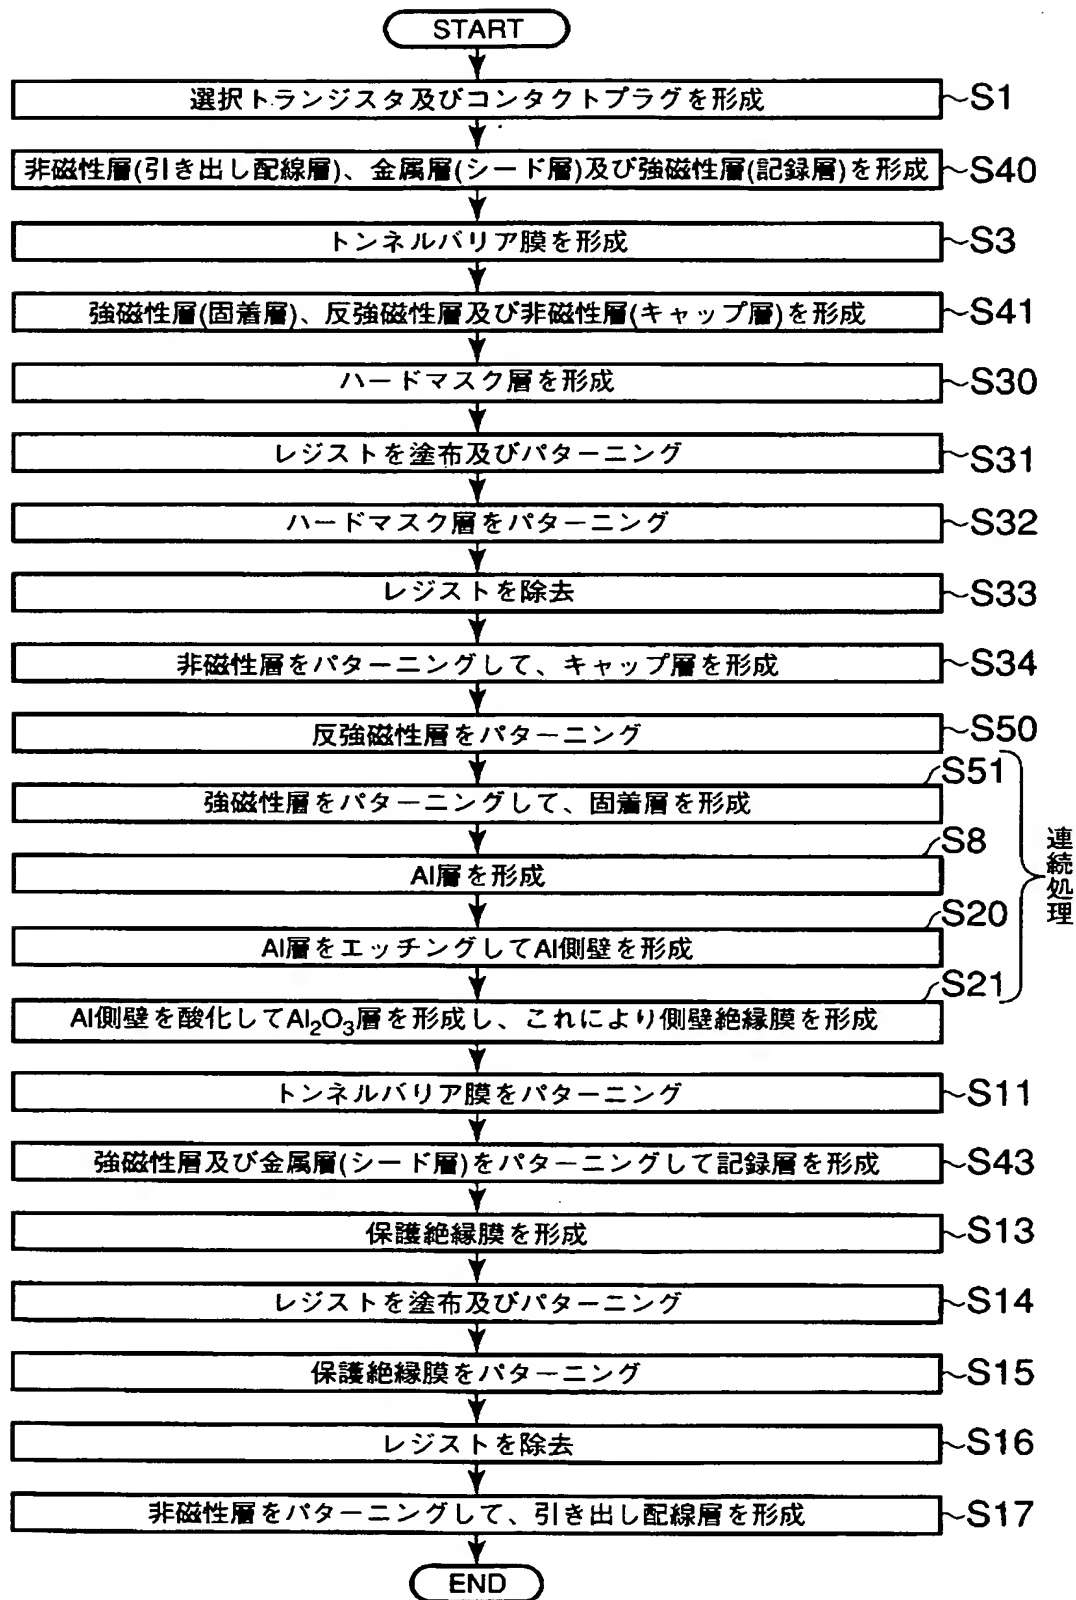 START
選択トランジスタ及びコンタクトプラグを形成 S1
非磁性層(引き出し配線層)、金属層(シード層)及び強磁性層(記録層)を形成 S40
トンネルバリア膜を形成 S3
強磁性層(固着層)、反強磁性層及び非磁性層(キャップ層)を形成 S41
ハードマスク層を形成 S30
レジストを塗布及びパターニング S31
ハードマスク層をパターニング S32
レジストを除去 S33
非磁性層をパターニングして、キャップ層を形成 S34
反強磁性層をパターニング S50
強磁性層をパターニングして、固着層を形成 S51
Al層を形成 S8
Al層をエッチングしてAl側壁を形成 S20
Al側壁を酸化してAl₂O₃層を形成し、これにより側壁絶縁膜を形成 S21
連続処理
トンネルバリア膜をパターニング S11
強磁性層及び金属層(シード層)をパターニングして記録層を形成 S43
保護絶縁膜を形成 S13
レジストを塗布及びパターニング S14
保護絶縁膜をパターニング S15
レジストを除去 S16
非磁性層をパターニングして、引き出し配線層を形成 S17
END